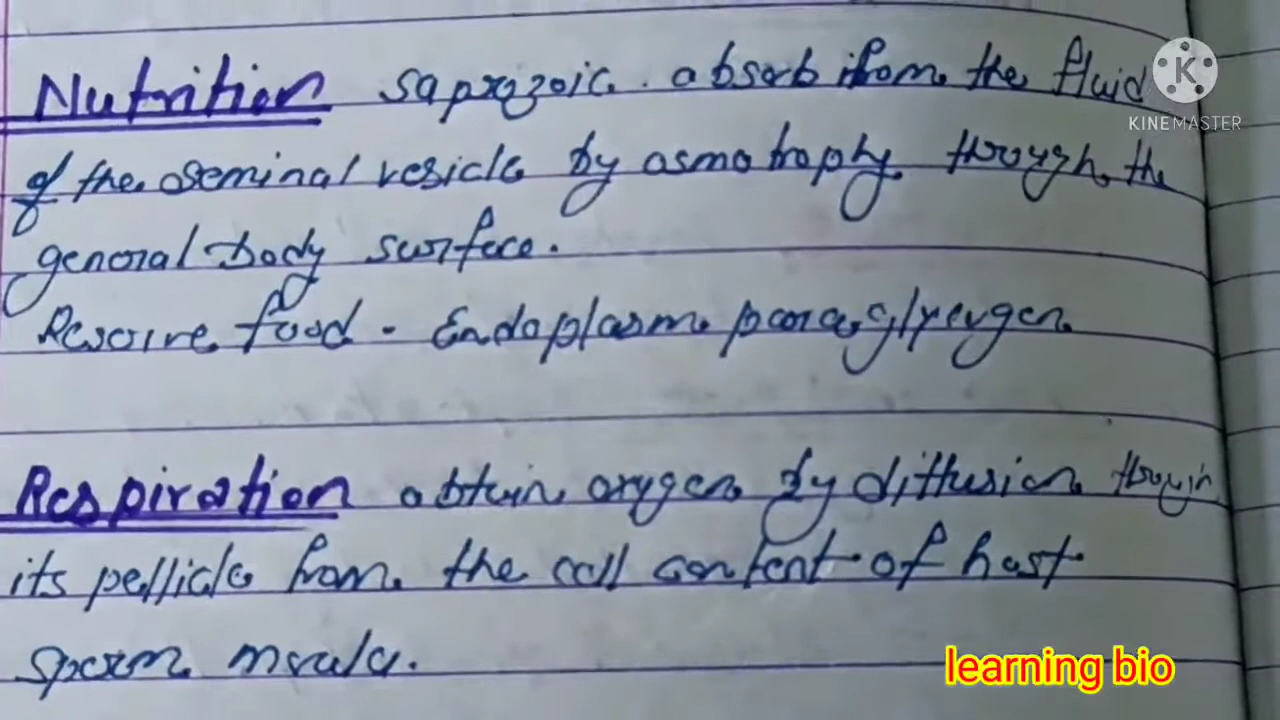 Nutrition saprozoic. absorb from the fluid
of the seminal vesicle by osmotrophy through the
general body surface.
Reserve food - Endoplasm paraglycogen
Respiration obtain oxygen by diffusion through
its pellicle from the cell content of host
sperm morula.
K
KINEMASTER
learning bio